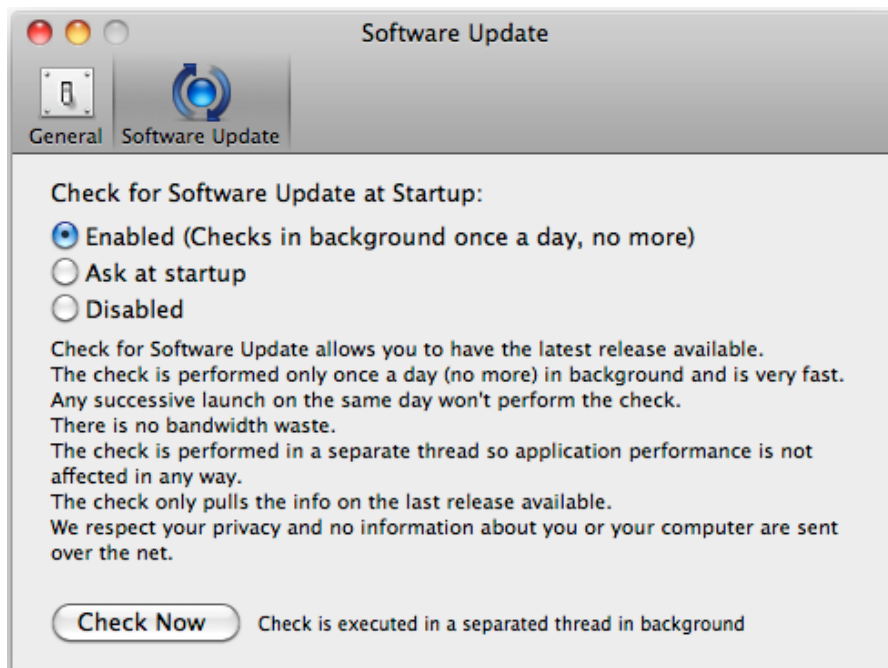 Software Update
General
Software Update
Check for Software Update at Startup:
Enabled (Checks in background once a day, no more)
Ask at startup
Disabled
Check for Software Update allows you to have the latest release available.
The check is performed only once a day (no more) in background and is very fast.
Any successive launch on the same day won't perform the check.
There is no bandwidth waste.
The check is performed in a separate thread so application performance is not
affected in any way.
The check only pulls the info on the last release available.
We respect your privacy and no information about you or your computer are sent
over the net.
Check Now
Check is executed in a separated thread in background